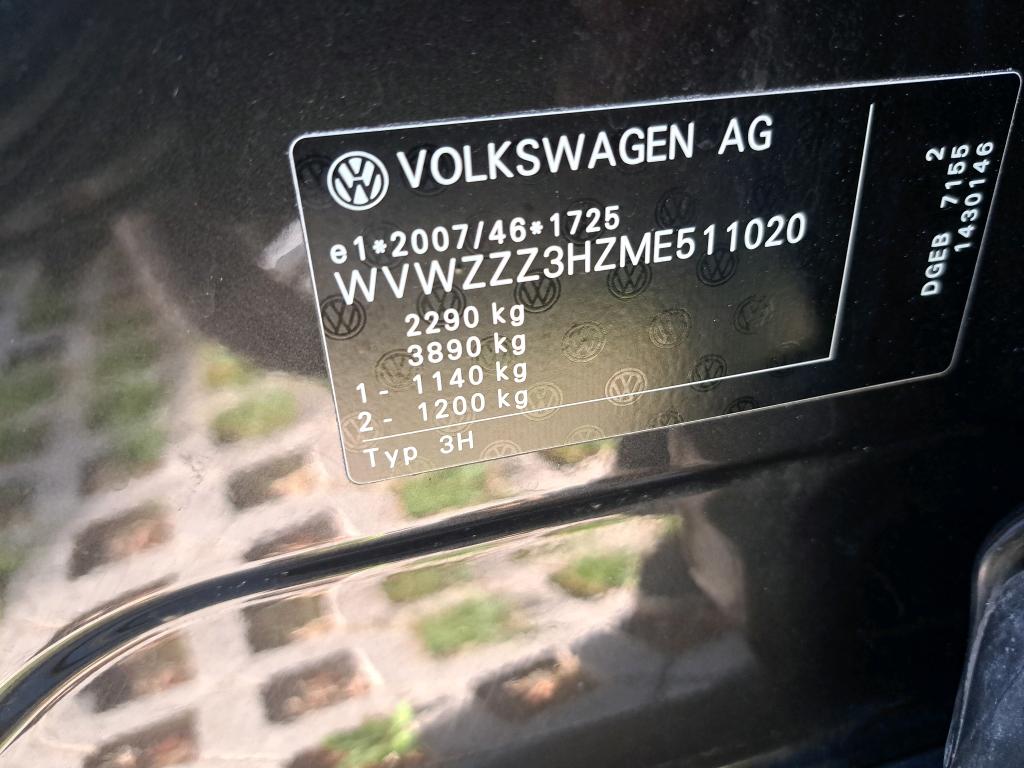 VOLKSWAGEN AG
e1*2007/46*1725
WVWZZZ3HZME511020
2290 kg
3890 kg
1 - 1140 kg
2 - 1200 kg
Typ 3H
DGEB 7155 2
1430146